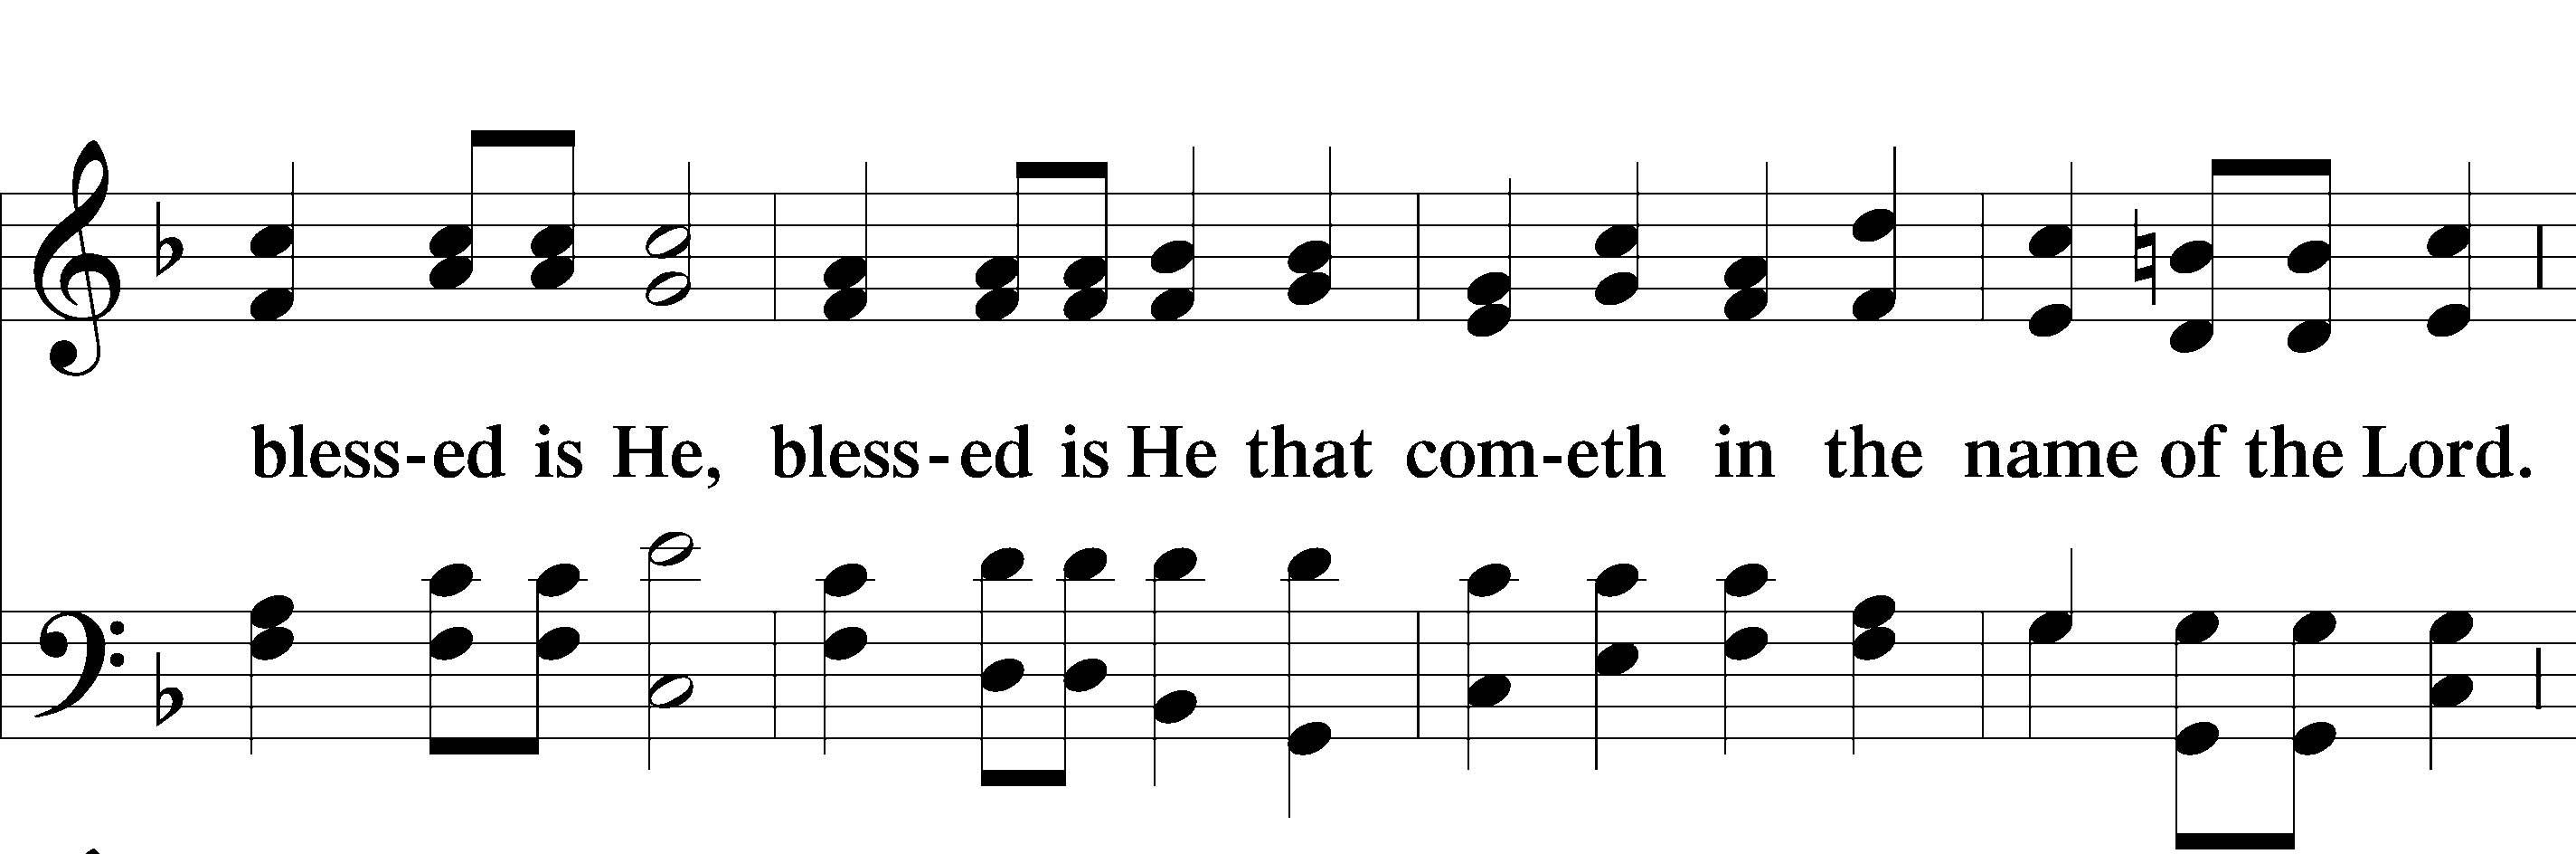 bless-ed is He, bless-ed is He that com-eth in the name of the Lord.